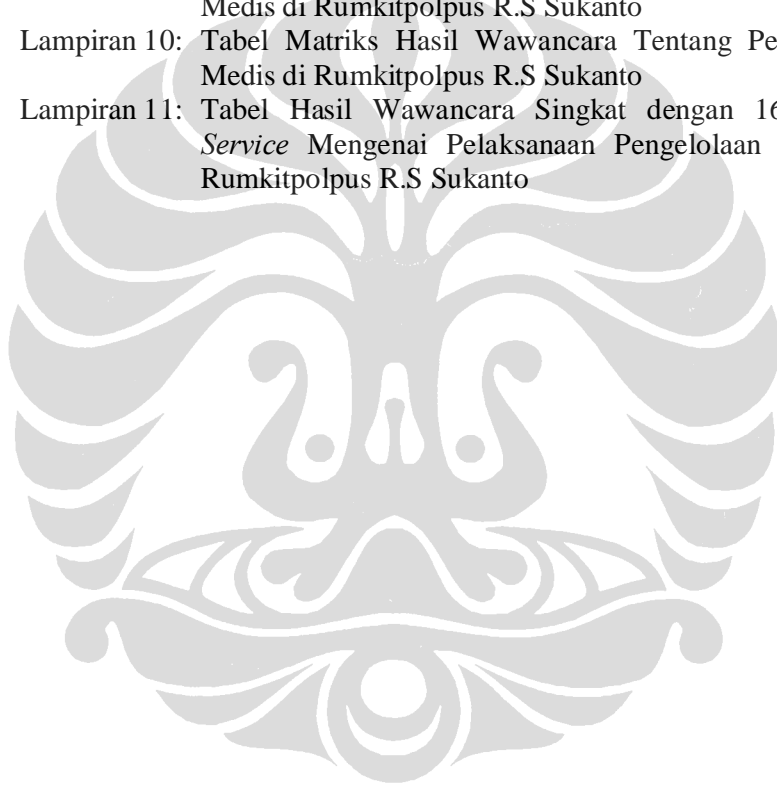 Medis di Rumkitpolpus R.S Sukanto
Lampiran 10: Tabel Matriks Hasil Wawancara Tentang Pe
Medis di Rumkitpolpus R.S Sukanto
Lampiran 11: Tabel Hasil Wawancara Singkat dengan 16
Service Mengenai Pelaksanaan Pengelolaan
Rumkitpolpus R.S Sukanto